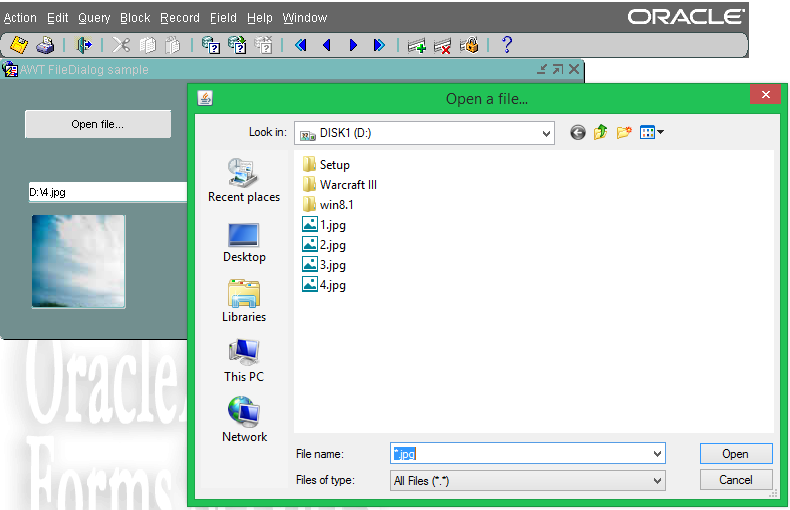 Action Edit Query Block Record Field Help Window
ORACLE
AWT FileDialog sample
Open file...
D:\4.jpg
Open a file...
Look in:
DISK1 (D:)
Recent places
Desktop
Libraries
This PC
Network
Setup
Warcraft III
win8.1
1.jpg
2.jpg
3.jpg
4.jpg
File name:
*.jpg
Open
Files of type:
All Files (*.*)
Cancel
Oracle
Forms